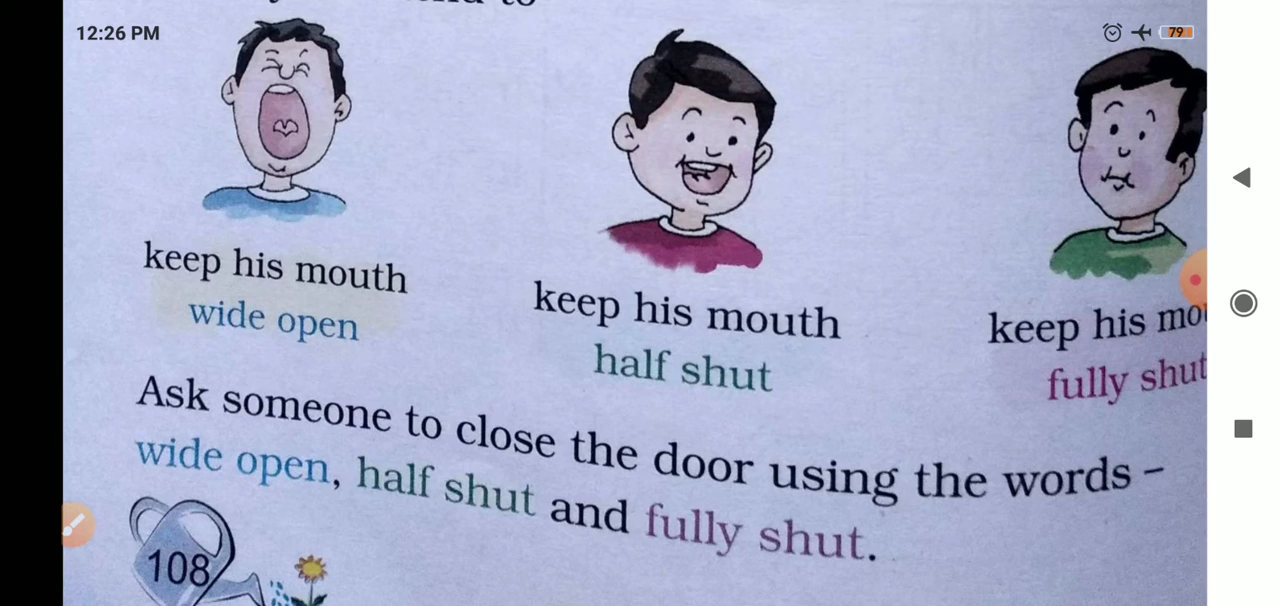 12:26 PM
79
to
keep his mouth
wide open
keep his mouth
half shut
keep his
fully shut
Ask someone to close the door using the words –
wide open, half shut and fully shut.
108